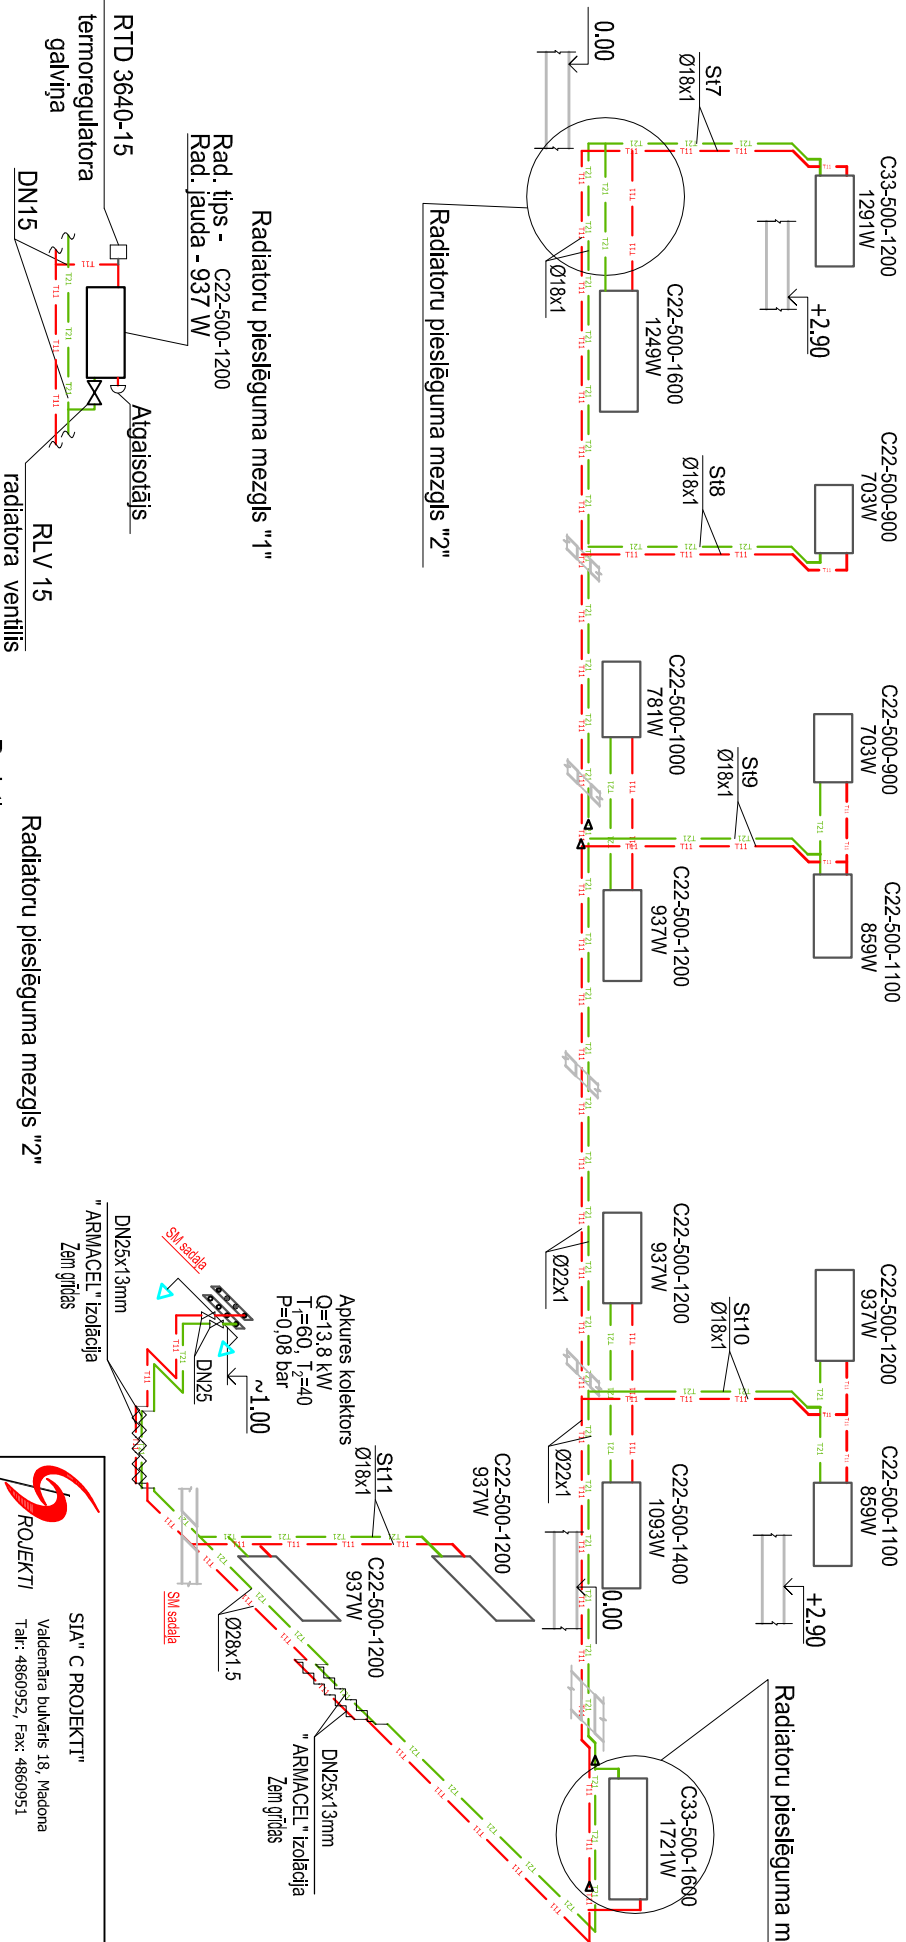 C33-500-1200
1291W
+2.90
C22-500-900
703W
C22-500-900
703W
C22-500-1100
859W
C22-500-1200
937W
C22-500-1100
859W
+2.90
St7
Ø18x1
St8
Ø18x1
St9
Ø18x1
St10
Ø18x1
0.00
C22-500-1600
1249W
C22-500-1000
781W
C22-500-1200
937W
C22-500-1200
937W
C22-500-1400
1093W
0.00
Radiatoru pieslēguma m
C33-500-1600
1721W
Ø18x1
Ø22x1
Ø22x1
Radiatoru pieslēguma mezgls "2"
C22-500-1200
937W
St11
Ø18x1
C22-500-1200
937W
Apkures kolektors
Q=13,8 kW
T1=60, T2=40
P=0,08 bar
~1.00
DN25
SM sadaļa
SM sadaļa
Ø28x1.5
DN25x13mm
" ARMACEL" izolācija
Zem grīdas
DN25x13mm
" ARMACEL" izolācija
Zem grīdas
Radiatoru pieslēguma mezgls "1"
Rad. tips - C22-500-1200
Rad. jauda - 937 W
RTD 3640-15
termoregulatora
galviņa
DN15
Atgaisotājs
RLV 15
radiatora ventilis
Radiatoru pieslēguma mezgls "2"
ROJEKTI
SIA" C PROJEKTI"
Valdemāra bulvāris 18, Madona
Talr: 4860952, Fax: 4860951
T11
T21